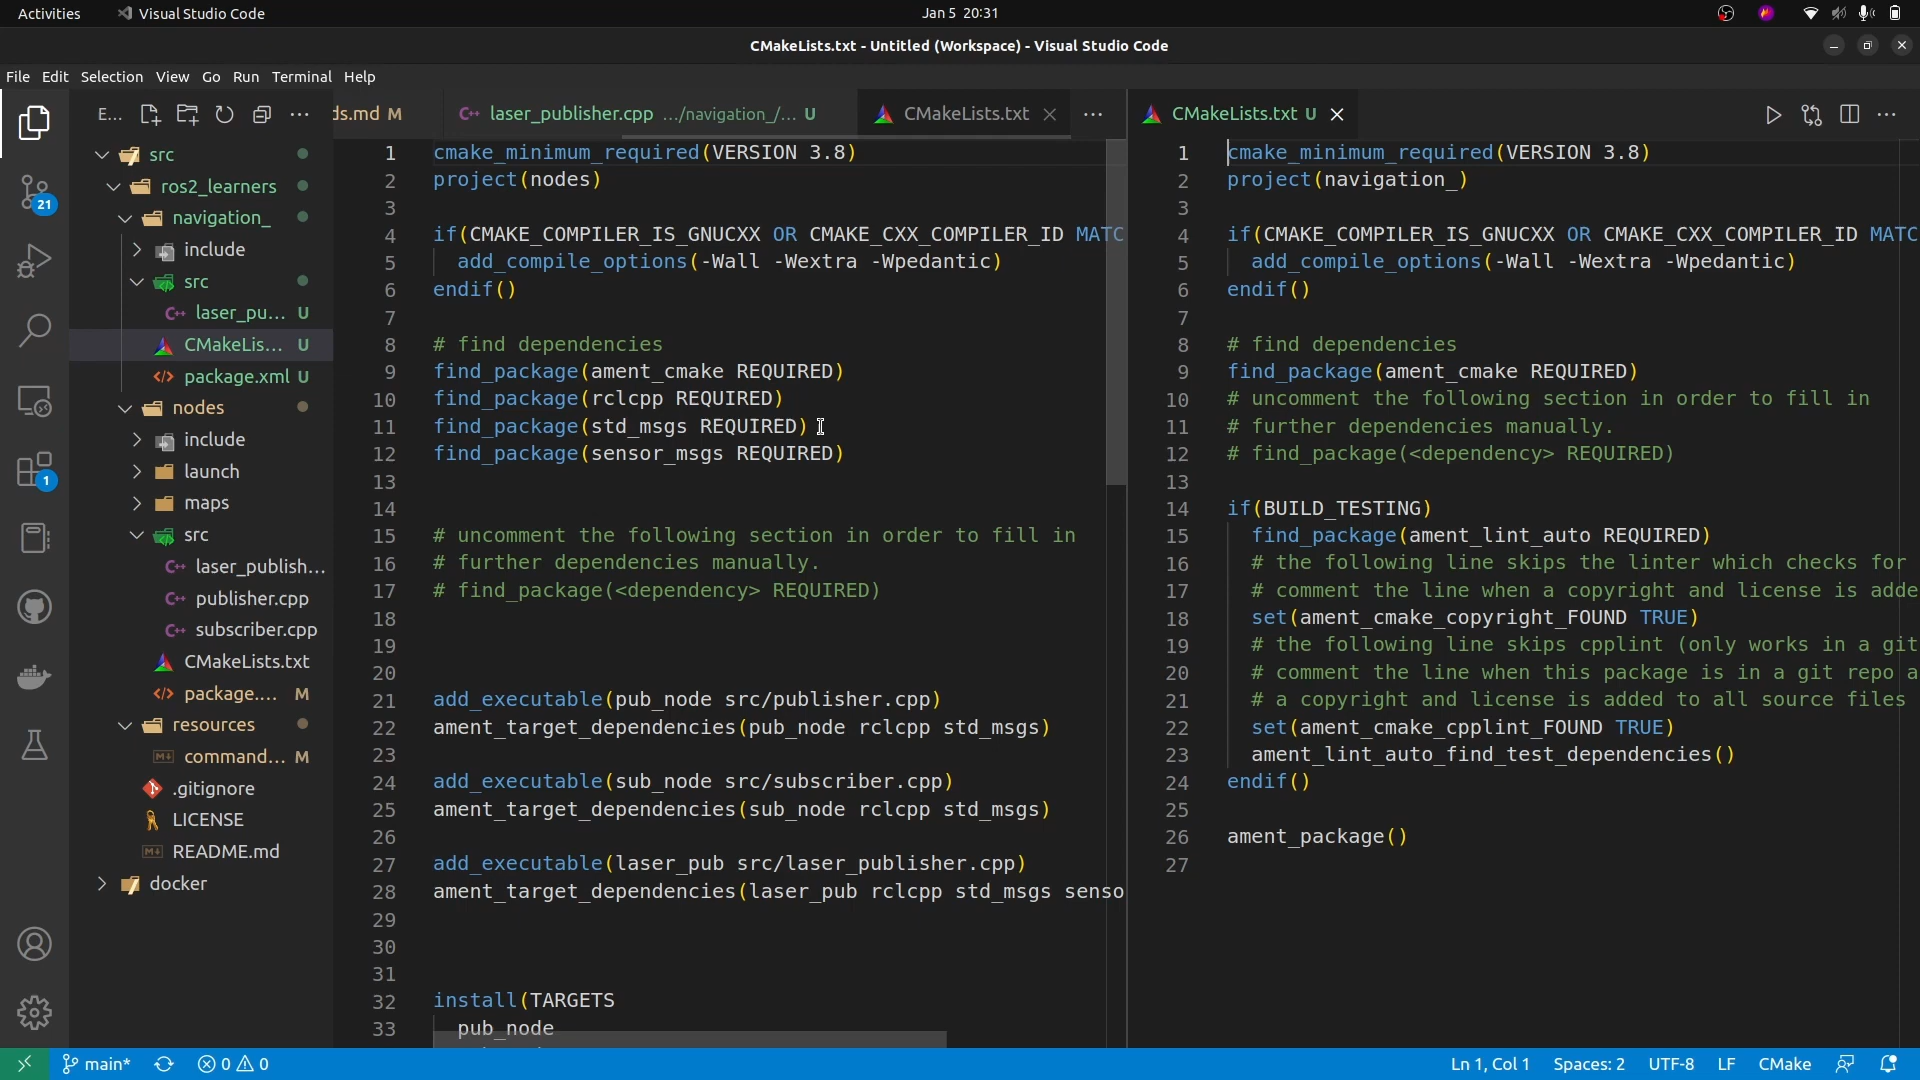 Activities
Visual Studio Code
Jan 5 20:31
CMakeLists.txt - Untitled (Workspace) - Visual Studio Code
File Edit Selection View Go Run Terminal Help
E...
ds.md M
laser_publisher.cpp .../navigation_/... U
CMakeLists.txt
CMakeLists.txt U
src
ros2_learners
navigation_
include
src
laser_pu... U
CMakeLis... U
package.xml U
nodes
include
launch
maps
src
laser_publish...
publisher.cpp
subscriber.cpp
CMakeLists.txt
package.... M
resources
command... M
.gitignore
LICENSE
README.md
docker
21
1
1 cmake_minimum_required(VERSION 3.8)
2 project(nodes)
3
4 if(CMAKE_COMPILER_IS_GNUCXX OR CMAKE_CXX_COMPILER_ID MATC
5 add_compile_options(-Wall -Wextra -Wpedantic)
6 endif()
7
8 # find dependencies
9 find_package(ament_cmake REQUIRED)
10 find_package(rclcpp REQUIRED)
11 find_package(std_msgs REQUIRED)
12 find_package(sensor_msgs REQUIRED)
13
14
15 # uncomment the following section in order to fill in
16 # further dependencies manually.
17 # find_package(<dependency> REQUIRED)
18
19
20
21 add_executable(pub_node src/publisher.cpp)
22 ament_target_dependencies(pub_node rclcpp std_msgs)
23
24 add_executable(sub_node src/subscriber.cpp)
25 ament_target_dependencies(sub_node rclcpp std_msgs)
26
27 add_executable(laser_pub src/laser_publisher.cpp)
28 ament_target_dependencies(laser_pub rclcpp std_msgs senso
29
30
31
32 install(TARGETS
33 pub_node
1 cmake_minimum_required(VERSION 3.8)
2 project(navigation_)
3
4 if(CMAKE_COMPILER_IS_GNUCXX OR CMAKE_CXX_COMPILER_ID MATC
5 add_compile_options(-Wall -Wextra -Wpedantic)
6 endif()
7
8 # find dependencies
9 find_package(ament_cmake REQUIRED)
10 # uncomment the following section in order to fill in
11 # further dependencies manually.
12 # find_package(<dependency> REQUIRED)
13
14 if(BUILD_TESTING)
15 find_package(ament_lint_auto REQUIRED)
16 # the following line skips the linter which checks for
17 # comment the line when a copyright and license is adde
18 set(ament_cmake_copyright_FOUND TRUE)
19 # the following line skips cpplint (only works in a git
20 # comment the line when this package is in a git repo a
21 # a copyright and license is added to all source files
22 set(ament_cmake_cpplint_FOUND TRUE)
23 ament_lint_auto_find_test_dependencies()
24 endif()
25
26 ament_package()
27
main* 0 0
Ln 1, Col 1 Spaces: 2 UTF-8 LF CMake